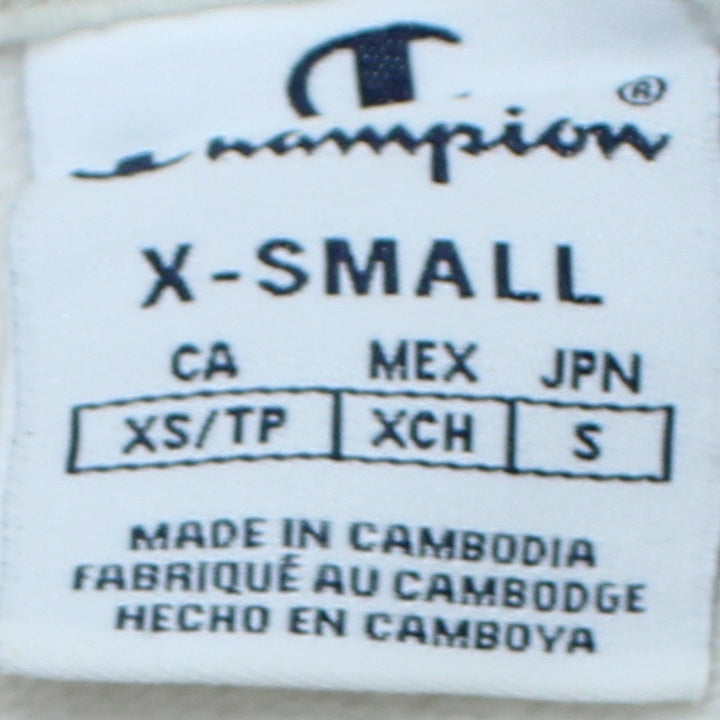 Champion®
X-SMALL
CA MEX JPN
XS/TP XCH S
MADE IN CAMBODIA
FABRIQUÉ AU CAMBODGE
HECHO EN CAMBOYA